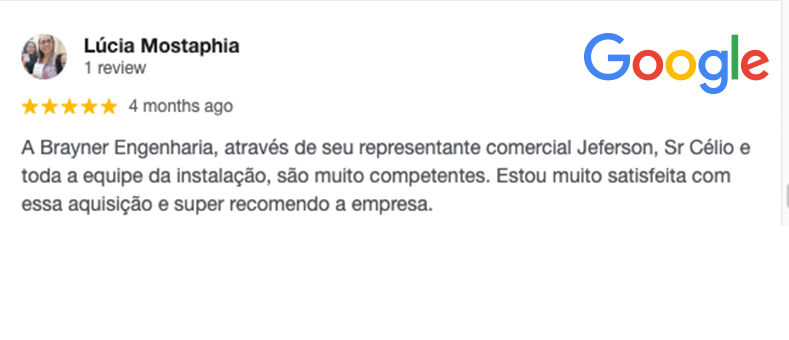 Lúcia Mostaphia
Google
1 review
4 months ago
A Brayner Engenharia, através de seu representante comercial Jeferson, Sr Célio e
toda a equipe da instalação, são muito competentes. Estou muito satisfeita com
essa aquisição e super recomendo a empresa.